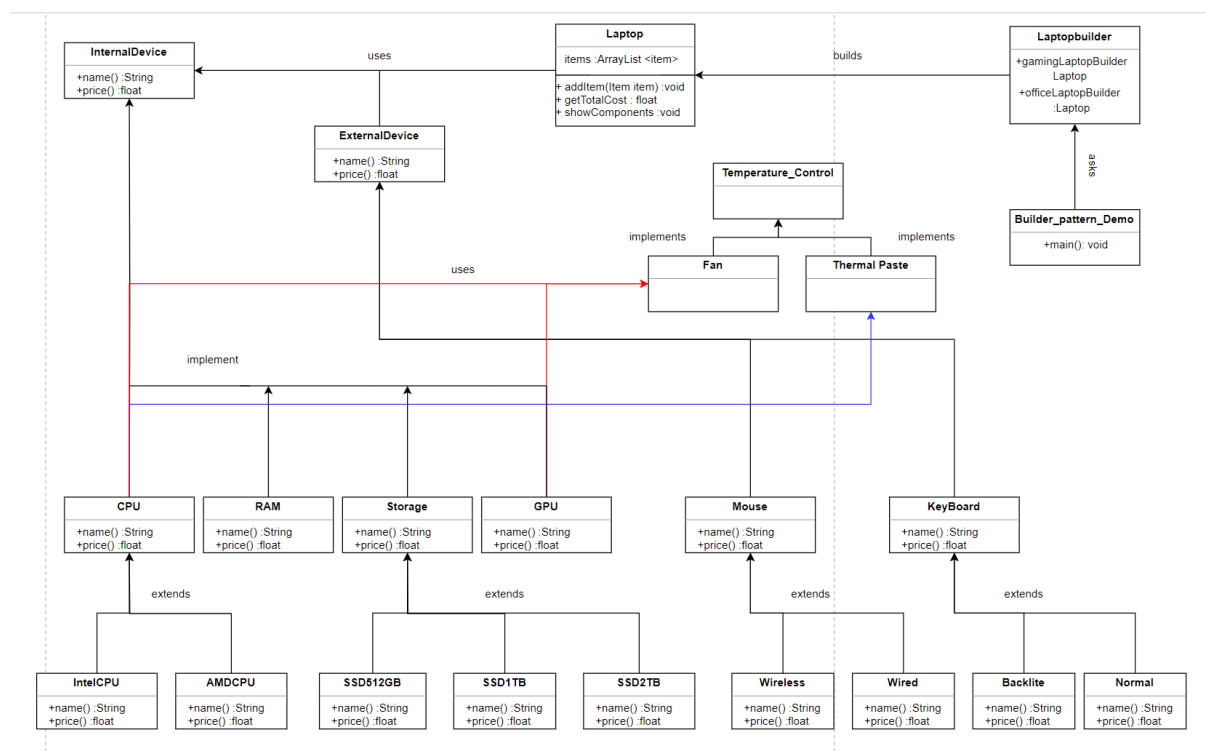 Laptop
items :ArrayList <item>
+ addItem(Item item) :void
+ getTotalCost : float
+ showComponents :void
Laptopbuilder
+gamingLaptopBuilder
Laptop
+officeLaptopBuilder
:Laptop
InternalDevice
+name() :String
+price() :float
uses
builds
ExternalDevice
+name() :String
+price() :float
asks
Temperature_Control
Builder_pattern_Demo
+main(): void
implements
implements
Fan
Thermal Paste
uses
implement
CPU
+name() :String
+price() :float
RAM
+name() :String
+price() :float
Storage
+name() :String
+price() :float
GPU
+name() :String
+price() :float
Mouse
+name() :String
+price() :float
KeyBoard
+name() :String
+price() :float
extends
extends
extends
extends
IntelCPU
+name() :String
+price() :float
AMDCPU
+name() :String
+price() :float
SSD512GB
+name() :String
+price() :float
SSD1TB
+name() :String
+price() :float
SSD2TB
+name() :String
+price() :float
Wireless
+name() :String
+price() :float
Wired
+name() :String
+price() :float
Backlite
+name() :String
+price() :float
Normal
+name() :String
+price() :float